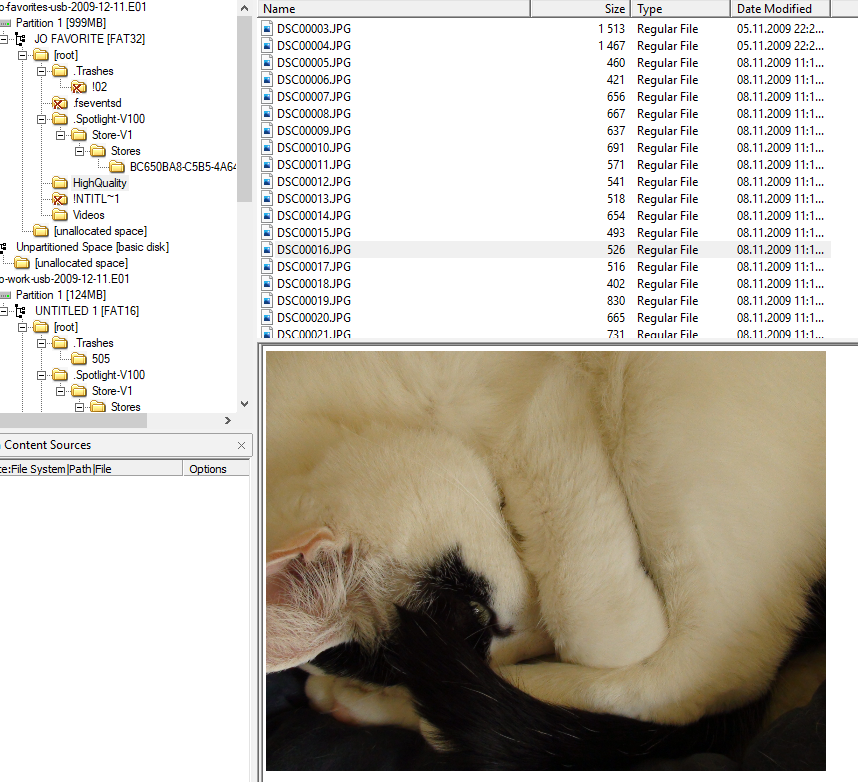 o-favorites-usb-2009-12-11.E01
Partition 1 [999MB]
JO FAVORITE [FAT32]
[root]
.Trashes
!02
.fseventsd
.Spotlight-V100
Store-V1
Stores
BC650BA8-C5B5-4A64
HighQuality
!NTITL~1
Videos
[unallocated space]
Unpartitioned Space [basic disk]
[unallocated space]
o-work-usb-2009-12-11.E01
Partition 1 [124MB]
UNTITLED 1 [FAT16]
[root]
.Trashes
505
.Spotlight-V100
Store-V1
Stores
Content Sources
ce:File System|Path|File Options
Name Size Type Date Modified
DSC00003.JPG 1 513 Regular File 05.11.2009 22:2...
DSC00004.JPG 1 467 Regular File 05.11.2009 22:2...
DSC00005.JPG 460 Regular File 08.11.2009 11:1...
DSC00006.JPG 421 Regular File 08.11.2009 11:1...
DSC00007.JPG 656 Regular File 08.11.2009 11:1...
DSC00008.JPG 667 Regular File 08.11.2009 11:1...
DSC00009.JPG 637 Regular File 08.11.2009 11:1...
DSC00010.JPG 691 Regular File 08.11.2009 11:1...
DSC00011.JPG 571 Regular File 08.11.2009 11:1...
DSC00012.JPG 541 Regular File 08.11.2009 11:1...
DSC00013.JPG 518 Regular File 08.11.2009 11:1...
DSC00014.JPG 654 Regular File 08.11.2009 11:1...
DSC00015.JPG 493 Regular File 08.11.2009 11:1...
DSC00016.JPG 526 Regular File 08.11.2009 11:1...
DSC00017.JPG 516 Regular File 08.11.2009 11:1...
DSC00018.JPG 402 Regular File 08.11.2009 11:1...
DSC00019.JPG 830 Regular File 08.11.2009 11:1...
DSC00020.JPG 665 Regular File 08.11.2009 11:1...
DSC00021.JPG 731 Regular File 08.11.2009 11:1...